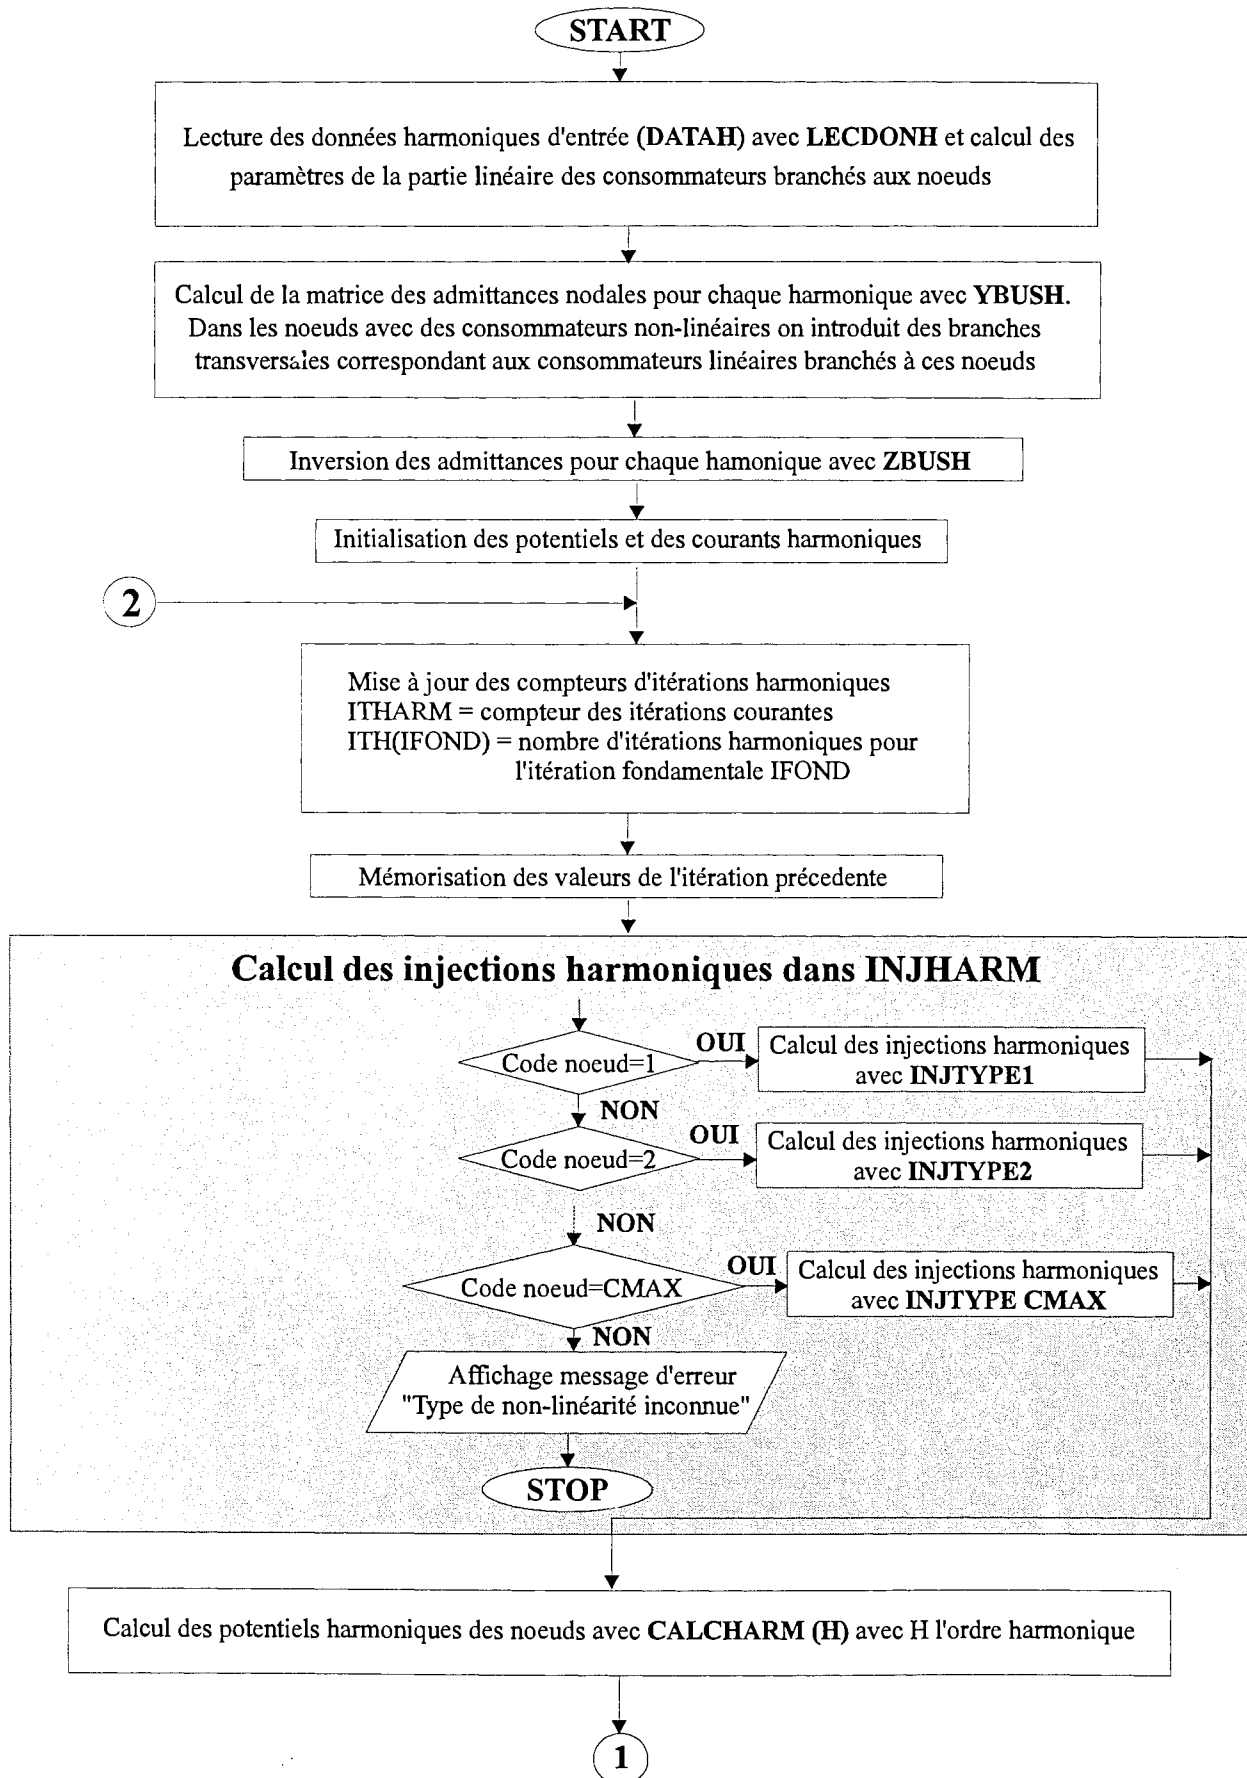 START
Lecture des données harmoniques d'entrée (DATAH) avec LECDONH et calcul des
paramètres de la partie linéaire des consommateurs branchés aux noeuds
Calcul de la matrice des admittances nodales pour chaque harmonique avec YBUSH.
Dans les noeuds avec des consommateurs non-linéaires on introduit des branches
transversales correspondant aux consommateurs linéaires branchés à ces noeuds
Inversion des admittances pour chaque hamonique avec ZBUSH
Initialisation des potentiels et des courants harmoniques
2
Mise à jour des compteurs d'itérations harmoniques
ITHARM = compteur des itérations courantes
ITH(IFOND) = nombre d'itérations harmoniques pour
l'itération fondamentale IFOND
Mémorisation des valeurs de l'itération précedente
Calcul des injections harmoniques dans INJHARM
Code noeud=1
OUI
Calcul des injections harmoniques
avec INJTYPE1
NON
Code noeud=2
OUI
Calcul des injections harmoniques
avec INJTYPE2
NON
Code noeud=CMAX
OUI
Calcul des injections harmoniques
avec INJTYPE CMAX
NON
Affichage message d'erreur
"Type de non-linéarité inconnue"
STOP
Calcul des potentiels harmoniques des noeuds avec CALCHARM (H) avec H l'ordre harmonique
1